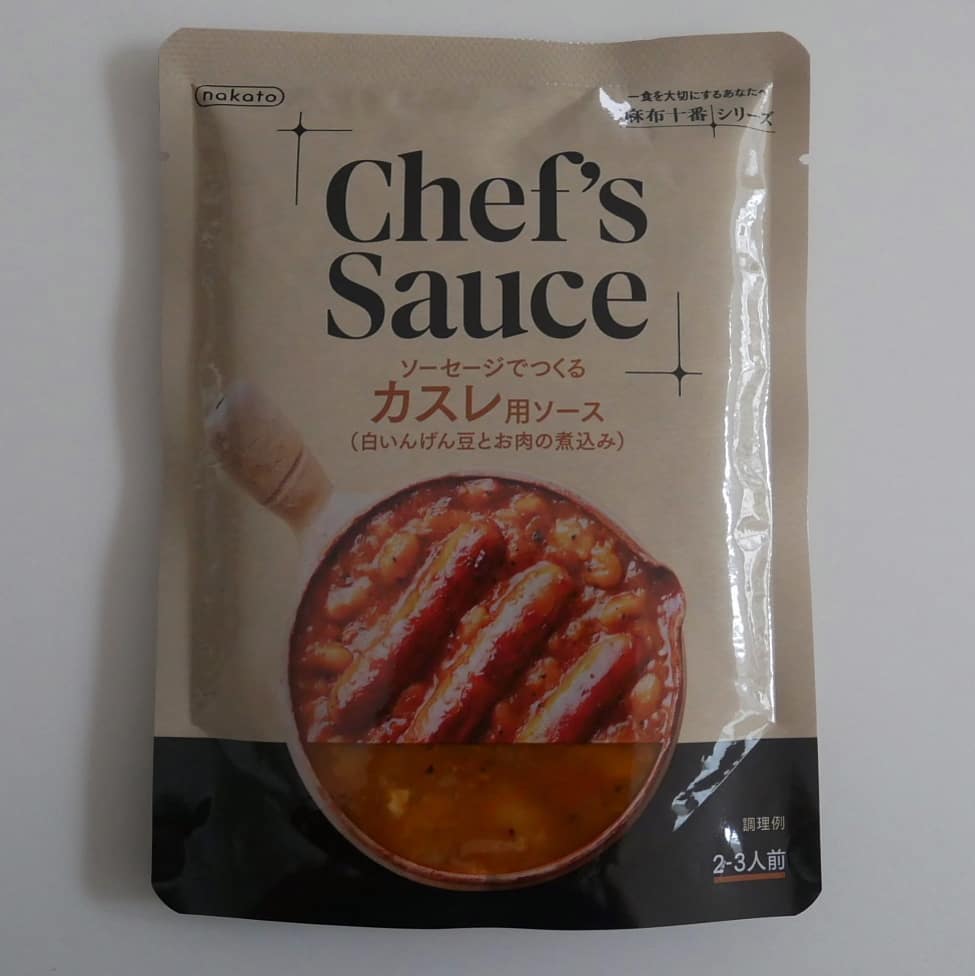 nakato
一食を大切にするあなたへ
麻布十番シリーズ
Chef's
Sauce
ソーセージでつくる
カスレ用ソース
（白いんげん豆とお肉の煮込み）
調理例
2-3人前